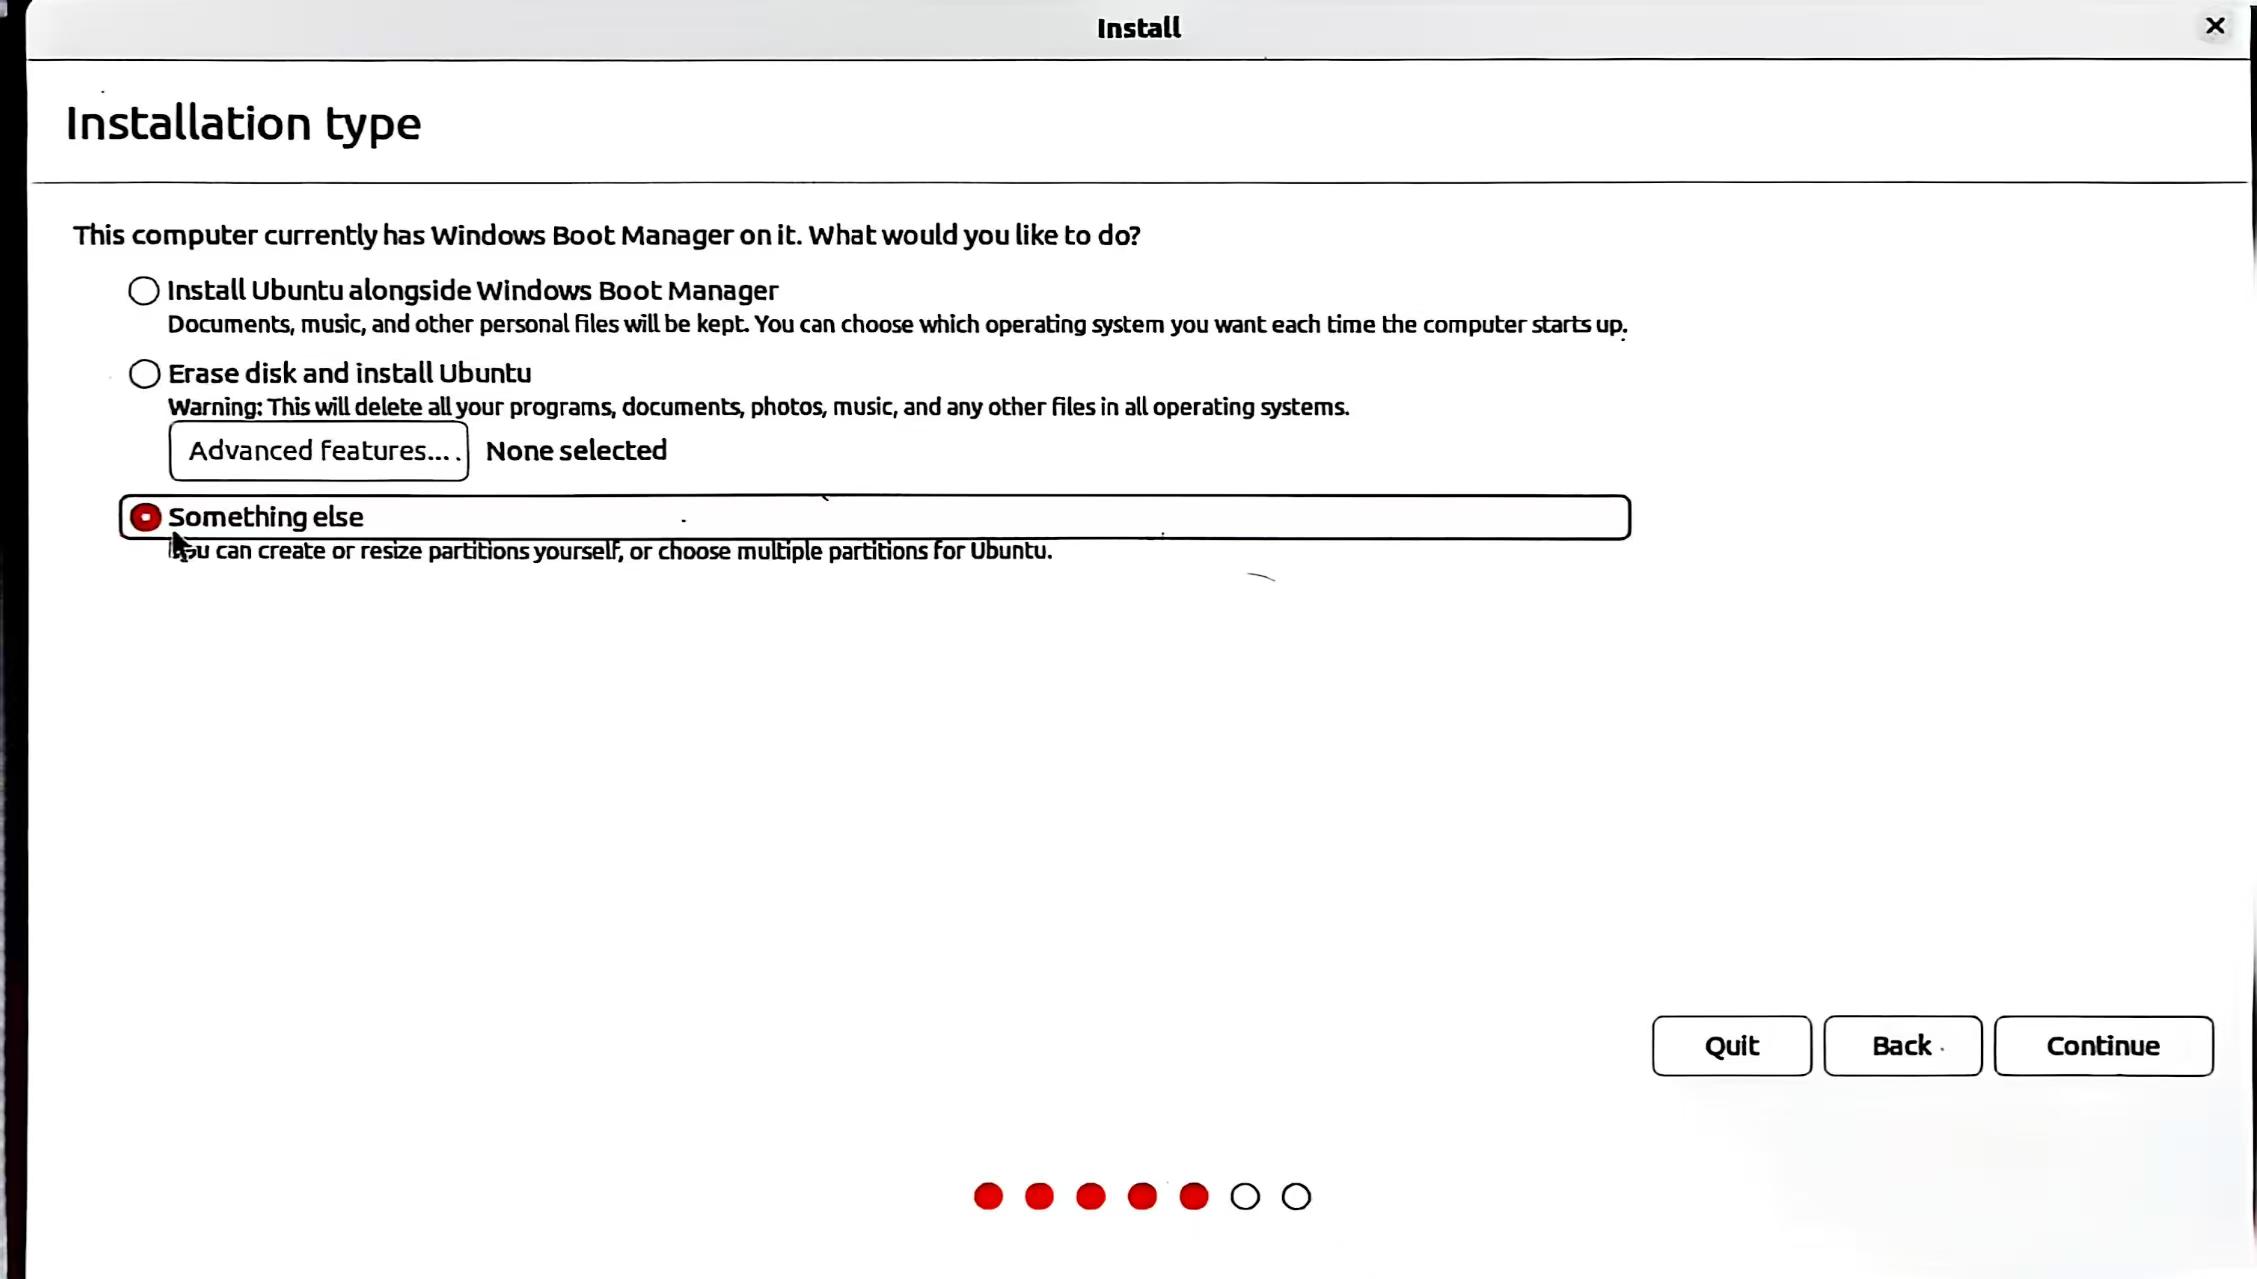 Install
Installation type
This computer currently has Windows Boot Manager on it. What would you like to do?
Install Ubuntu alongside Windows Boot Manager
Documents, music, and other personal files will be kept. You can choose which operating system you want each time the computer starts up.
Erase disk and install Ubuntu
Warning: This will delete all your programs, documents, photos, music, and any other files in all operating systems.
Advanced features... None selected
Something else
You can create or resize partitions yourself, or choose multiple partitions for Ubuntu.
Quit Back Continue